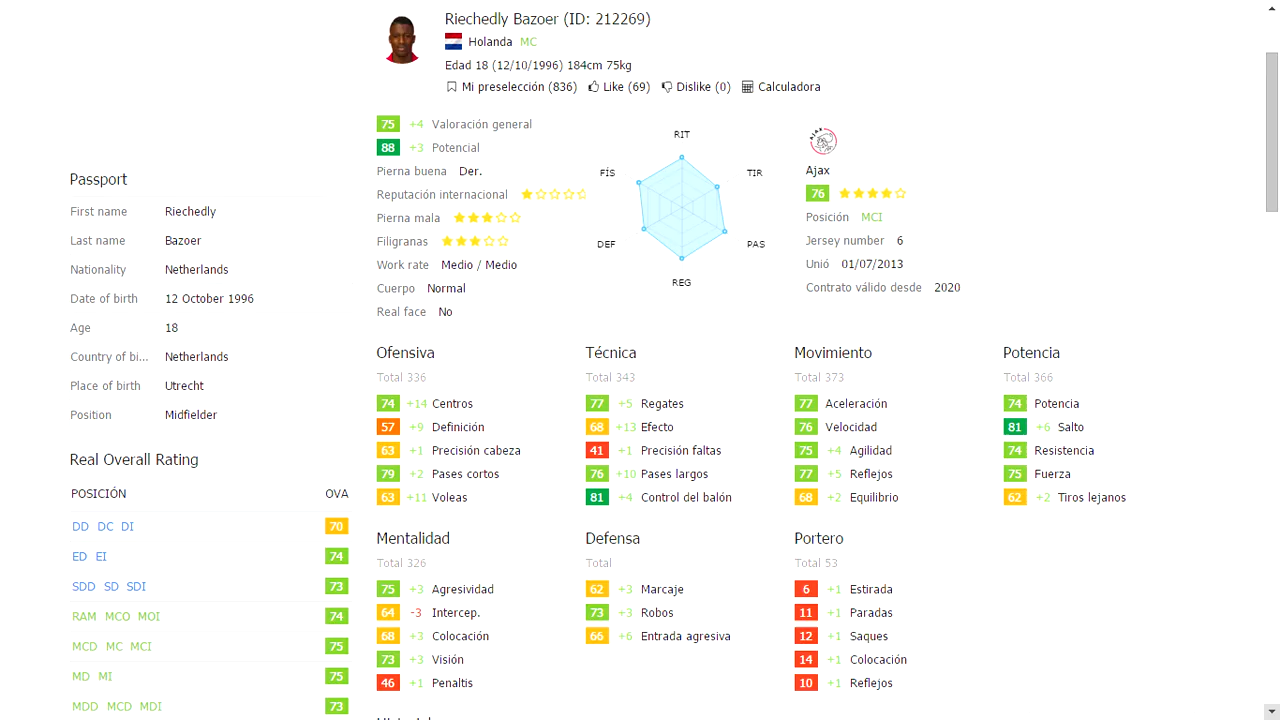 Riechedly Bazoer (ID: 212269)
Holanda MC
Edad 18 (12/10/1996) 184cm 75kg
Mi preselección (836) Like (69) Dislike (0) Calculadora
Passport
First name Riechedly
Last name Bazoer
Nationality Netherlands
Date of birth 12 October 1996
Age 18
Country of bi... Netherlands
Place of birth Utrecht
Position Midfielder
Real Overall Rating
POSICIÓN OVA
DD DC DI 70
ED EI 74
SDD SD SDI 73
RAM MCO MOI 74
MCD MC MCI 75
MD MI 75
MDD MCD MDI 73
75 +4 Valoración general
88 +3 Potencial
Pierna buena Der.
Reputación internacional
Pierna mala
Filigranas
Work rate Medio / Medio
Cuerpo Normal
Real face No
RIT
TIR
PAS
REG
DEF
FÍS
AJAX
Ajax
76
Posición MCI
Jersey number 6
Unió 01/07/2013
Contrato válido desde 2020
Ofensiva
Total 336
74 +14 Centros
57 +9 Definición
63 +1 Precisión cabeza
79 +2 Pases cortos
63 +11 Voleas
Técnica
Total 343
77 +5 Regates
68 +13 Efecto
41 +1 Precisión faltas
76 +10 Pases largos
81 +4 Control del balón
Movimiento
Total 373
77 Aceleración
76 Velocidad
75 +4 Agilidad
77 +5 Reflejos
68 +2 Equilibrio
Potencia
Total 366
74 Potencia
81 +6 Salto
74 Resistencia
75 Fuerza
62 +2 Tiros lejanos
Mentalidad
Total 326
75 +3 Agresividad
64 -3 Intercep.
68 +3 Colocación
73 +3 Visión
46 +1 Penaltis
Defensa
Total
62 +3 Marcaje
73 +3 Robos
66 +6 Entrada agresiva
Portero
Total 53
6 +1 Estirada
11 +1 Paradas
12 +1 Saques
14 +1 Colocación
10 +1 Reflejos